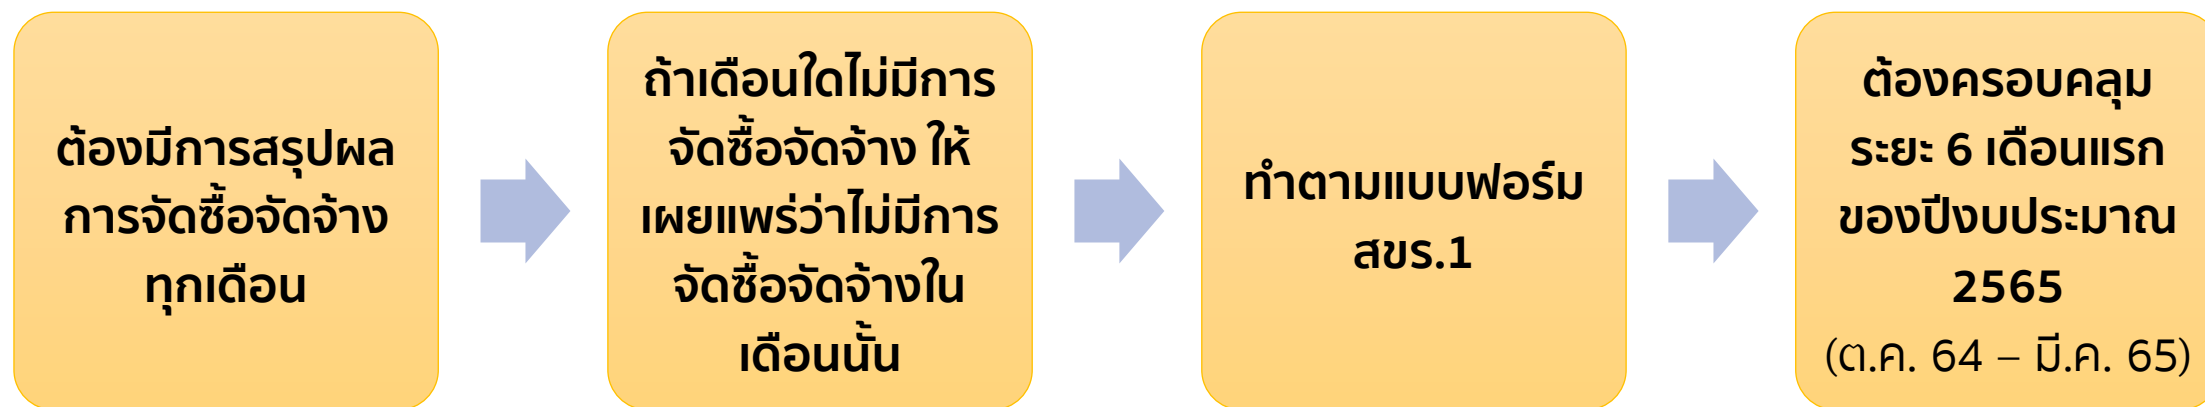 ต้องมีการสรุปผล
การจัดซื้อจัดจ้าง
ทุกเดือน
ถ้าเดือนใดไม่มีการ
จัดซื้อจัดจ้าง ให้
เผยแพร่ว่าไม่มีการ
จัดซื้อจัดจ้างใน
เดือนนั้น
ทำตามแบบฟอร์ม
สขร.1
ต้องครอบคลุม
ระยะ 6 เดือนแรก
ของปีงบประมาณ
2565
(ต.ค. 64 – มี.ค. 65)